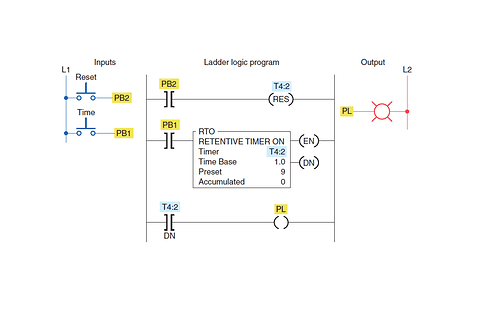 Inputs Ladder logic program Output
L1 L2
Reset PB2 T4:2
PB2 RES
PL
Time PB1
PB1 RTO
RETENTIVE TIMER ON EN
Timer T4:2
Time Base 1.0 DN
Preset 9
Accumulated 0
T4:2 PL
DN